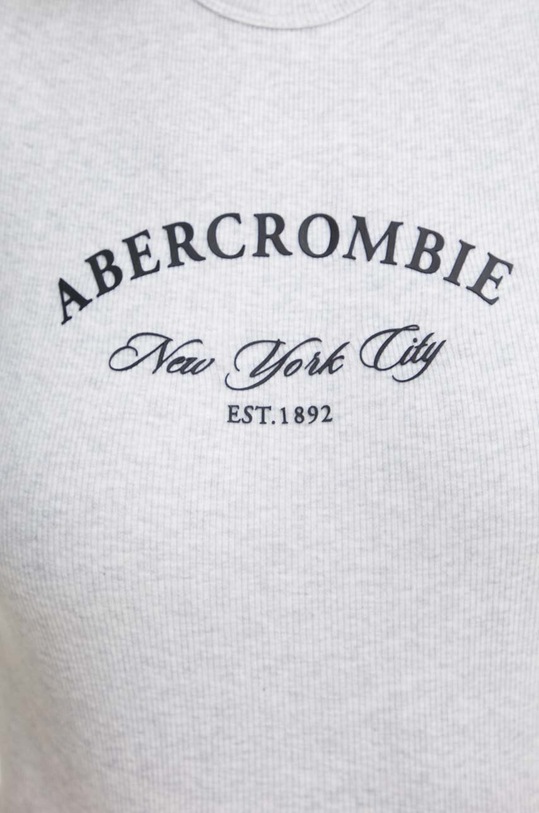 ABERCROMBIE
New York City
EST.1892